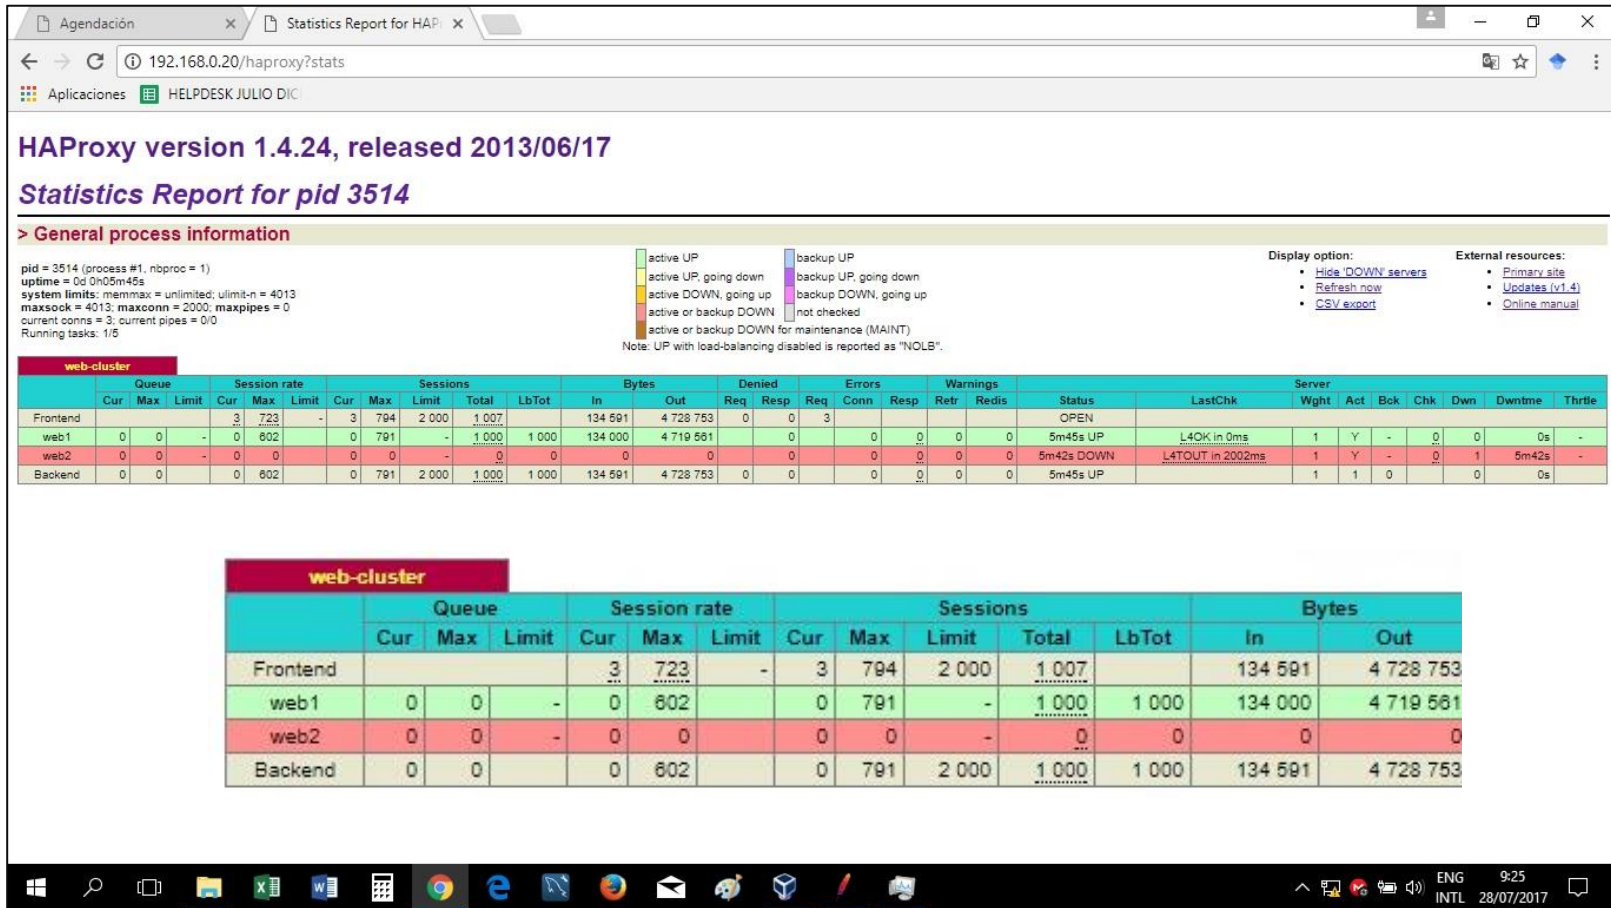 Agendación
Statistics Report for HAP
192.168.0.20/haproxy?stats
Aplicaciones HELPDESK JULIO DIC
HAProxy version 1.4.24, released 2013/06/17
Statistics Report for pid 3514
> General process information
pid = 3514 (process #1, nbproc = 1)
uptime = 0d 0h05m45s
system limits: memmax = unlimited; ulimit-n = 4013
maxsock = 4013; maxconn = 2000; maxpipes = 0
current conns = 3; current pipes = 0/0
Running tasks: 1/5
active UP backup UP
active UP, going down backup UP, going down
active DOWN, going up backup DOWN, going up
active or backup DOWN not checked
active or backup DOWN for maintenance (MAINT)
Note: UP with load-balancing disabled is reported as "NOLB".
Display option:
• Hide 'DOWN' servers
• Refresh now
• CSV export
External resources:
• Primary site
• Updates (v1.4)
• Online manual
web-cluster
Queue Session rate Sessions Bytes Denied Errors Warnings Server
Cur Max Limit Cur Max Limit Cur Max Limit Total LbTot In Out Req Resp Req Conn Resp Retr Redis Status LastChk Wght Act Bck Chk Dwn Dwntme Thrtle
Frontend 3 723 - 3 794 2 000 1 007 134 591 4 728 753 0 0 3 OPEN
web1 0 0 - 0 602 0 791 - 1 000 1 000 134 000 4 719 561 0 0 0 0 0 5m45s UP L4OK in 0ms 1 Y - 0 0 0s -
web2 0 0 - 0 0 0 0 - 0 0 0 0 0 0 0 0 0 5m42s DOWN L4TOUT in 2002ms 1 Y - 0 1 5m42s -
Backend 0 0 0 602 0 791 2 000 1 000 1 000 134 591 4 728 753 0 0 0 0 0 0 5m45s UP 1 1 0 0 0s
web-cluster
Queue Session rate Sessions Bytes
Cur Max Limit Cur Max Limit Cur Max Limit Total LbTot In Out
Frontend 3 723 - 3 794 2 000 1 007 134 591 4 728 753
web1 0 0 - 0 602 0 791 - 1 000 1 000 134 000 4 719 561
web2 0 0 - 0 0 0 0 - 0 0 0 0
Backend 0 0 0 602 0 791 2 000 1 000 1 000 134 591 4 728 753
ENG 9:25
INTL 28/07/2017